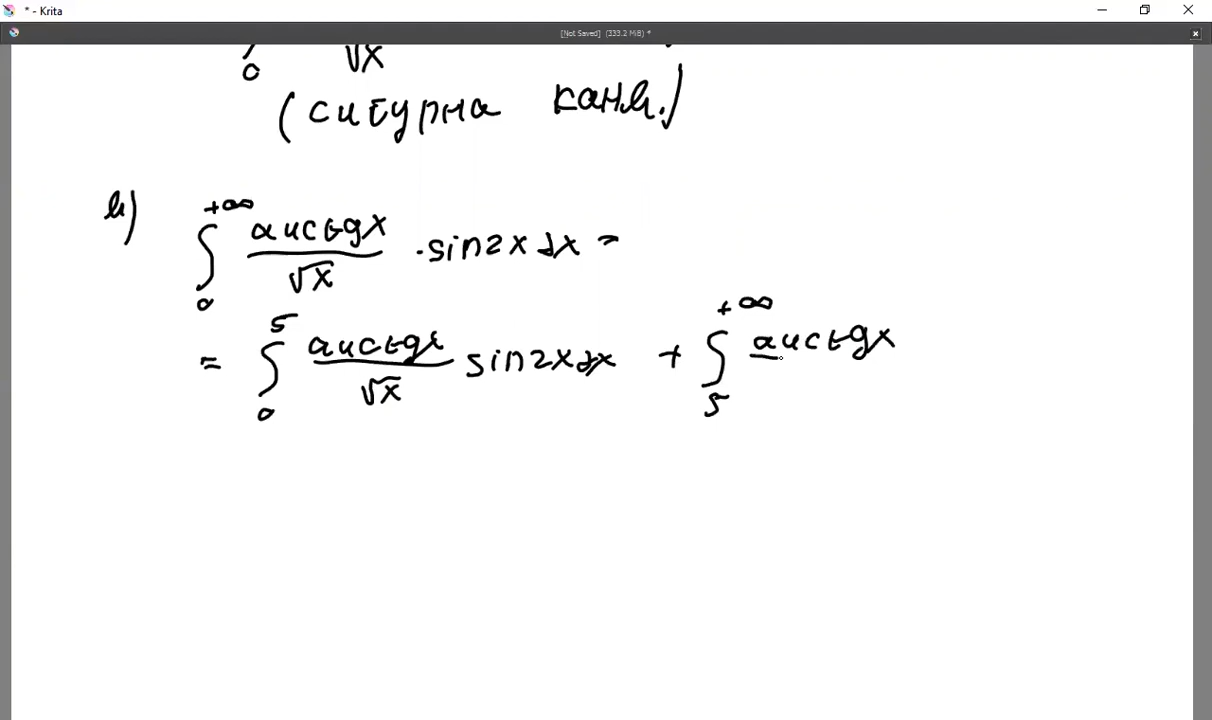 * - Krita
[Not Saved] (333.2 MiB) *
0 √x
(сигурна конв.)
в) ∫₀^{+∞} arctgx/√x · sin2x dx =
= ∫₀^5 arctgx/√x sin2x dx + ∫₅^{+∞} arctgx